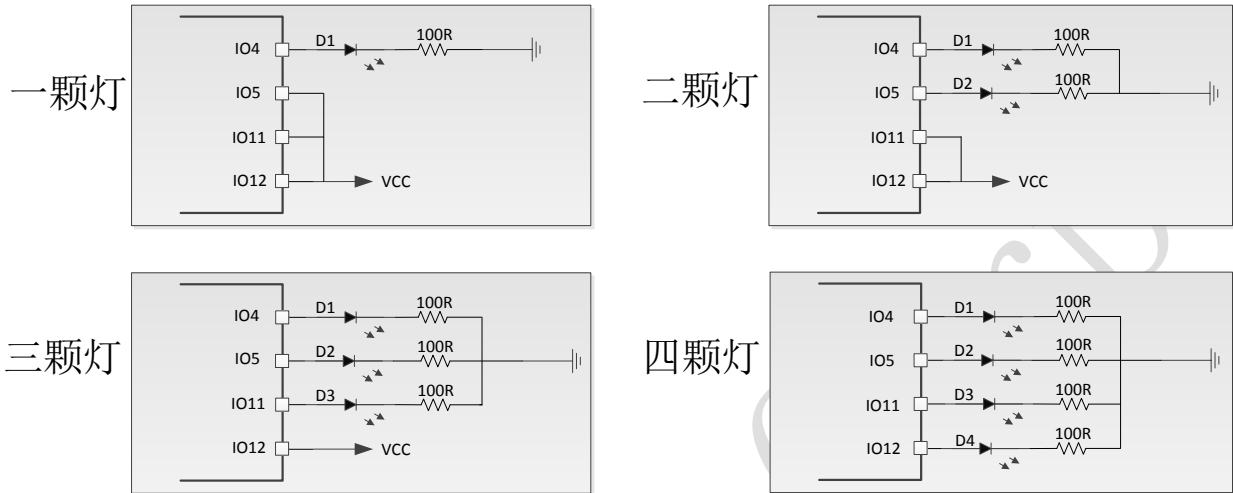 一颗灯
IO4
D1
100R
IO5
IO11
IO12
VCC
二颗灯
IO4
D1
100R
IO5
D2
100R
IO11
IO12
VCC
三颗灯
IO4
D1
100R
IO5
D2
100R
IO11
D3
100R
IO12
VCC
四颗灯
IO4
D1
100R
IO5
D2
100R
IO11
D3
100R
IO12
D4
100R